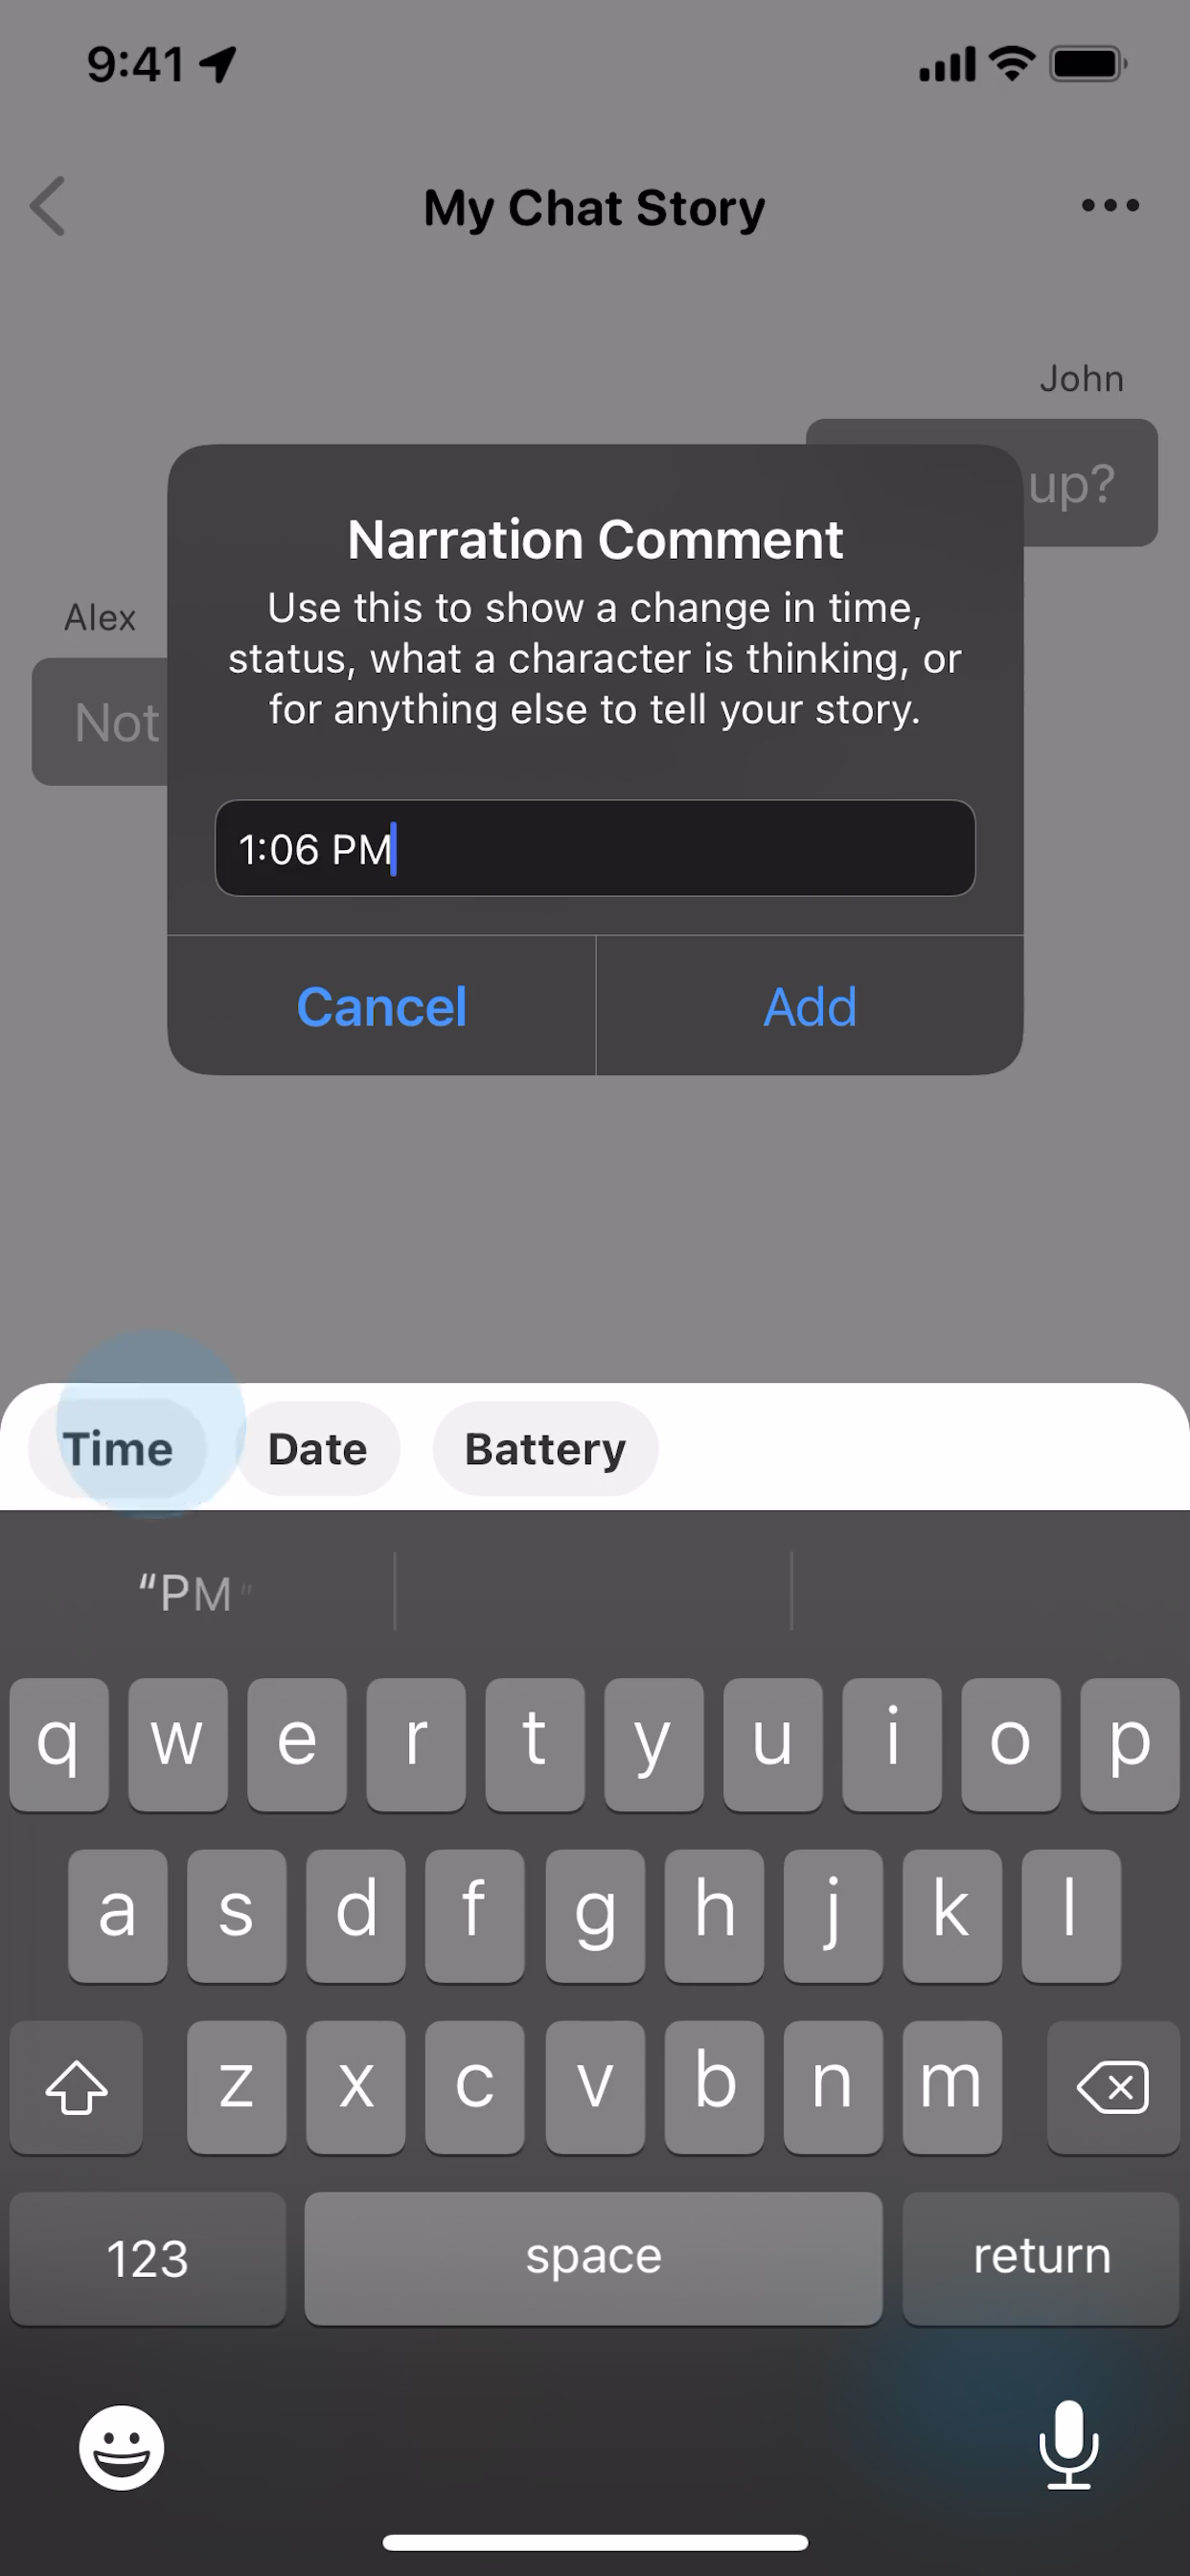 9:41
My Chat Story
John
up?
Narration Comment
Use this to show a change in time,
status, what a character is thinking, or
for anything else to tell your story.
Alex
Not
1:06 PM
Cancel
Add
Time
Date
Battery
“PM”
q w e r t y u i o p
a s d f g h j k l
z x c v b n m
123
space
return